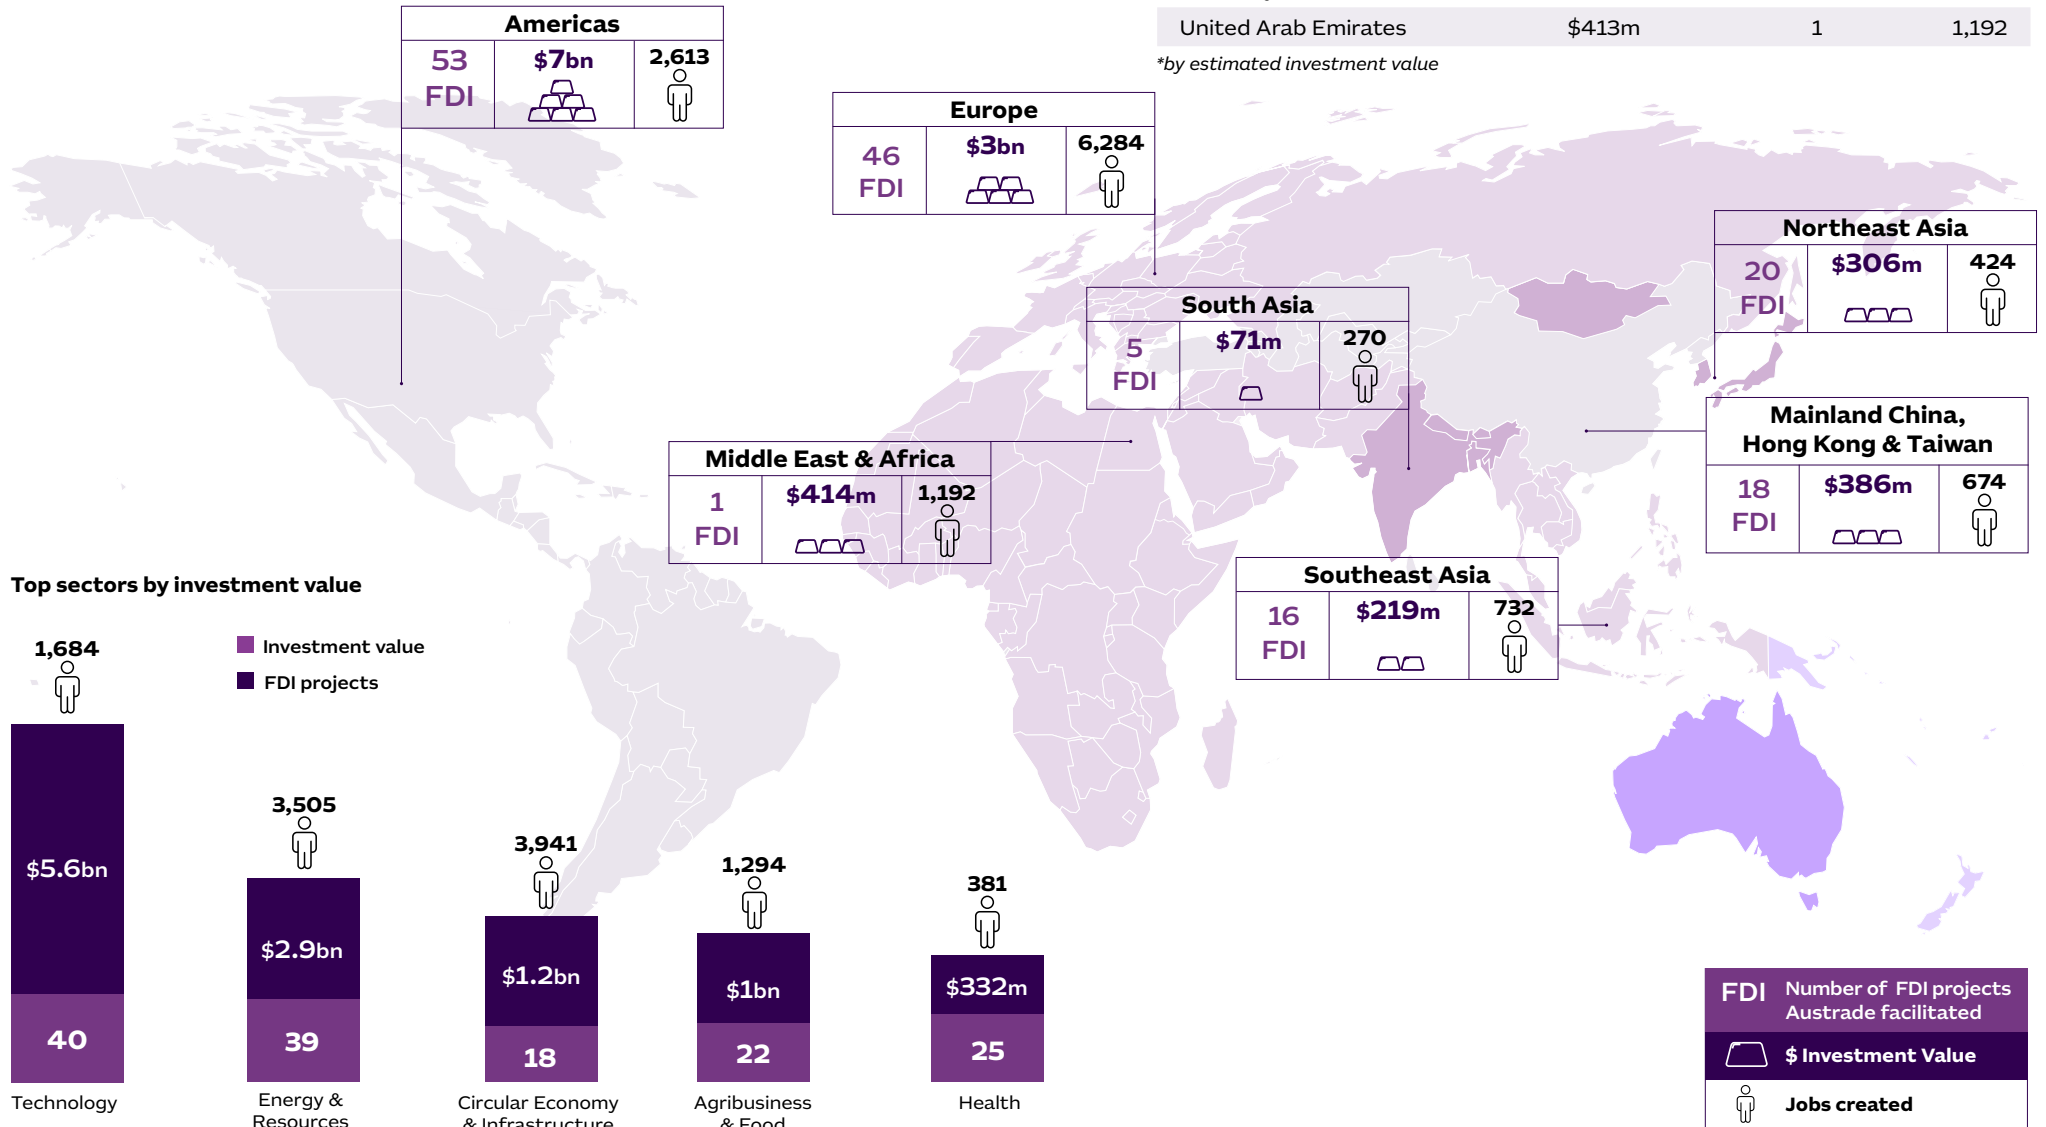 United Arab Emirates $413m 1 1,192
*by estimated investment value
Americas
53 FDI
$7bn
2,613
Europe
46 FDI
$3bn
6,284
Northeast Asia
20 FDI
$306m
424
South Asia
5 FDI
$71m
270
Mainland China,
Hong Kong & Taiwan
18 FDI
$386m
674
Middle East & Africa
1 FDI
$414m
1,192
Southeast Asia
16 FDI
$219m
732
Top sectors by investment value
Investment value
FDI projects
1,684
$5.6bn
40
Technology
3,505
$2.9bn
39
Energy &
Resources
3,941
$1.2bn
18
Circular Economy
& Infrastructure
1,294
$1bn
22
Agribusiness
& Food
381
$332m
25
Health
FDI Number of FDI projects
Austrade facilitated
$ Investment Value
Jobs created